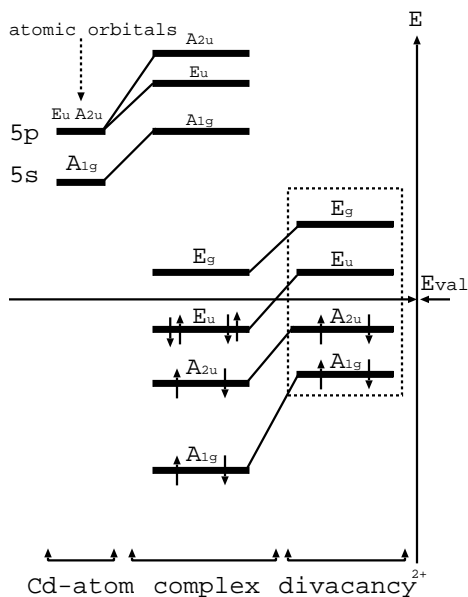 E
atomic orbitals
A2u
Eu
Eu A2u
5p
A1g
5s
A1g
Eg
Eg
Eu
Eval
Eu
A2u
A2u
A1g
A1g
Cd-atom complex divacancy2+